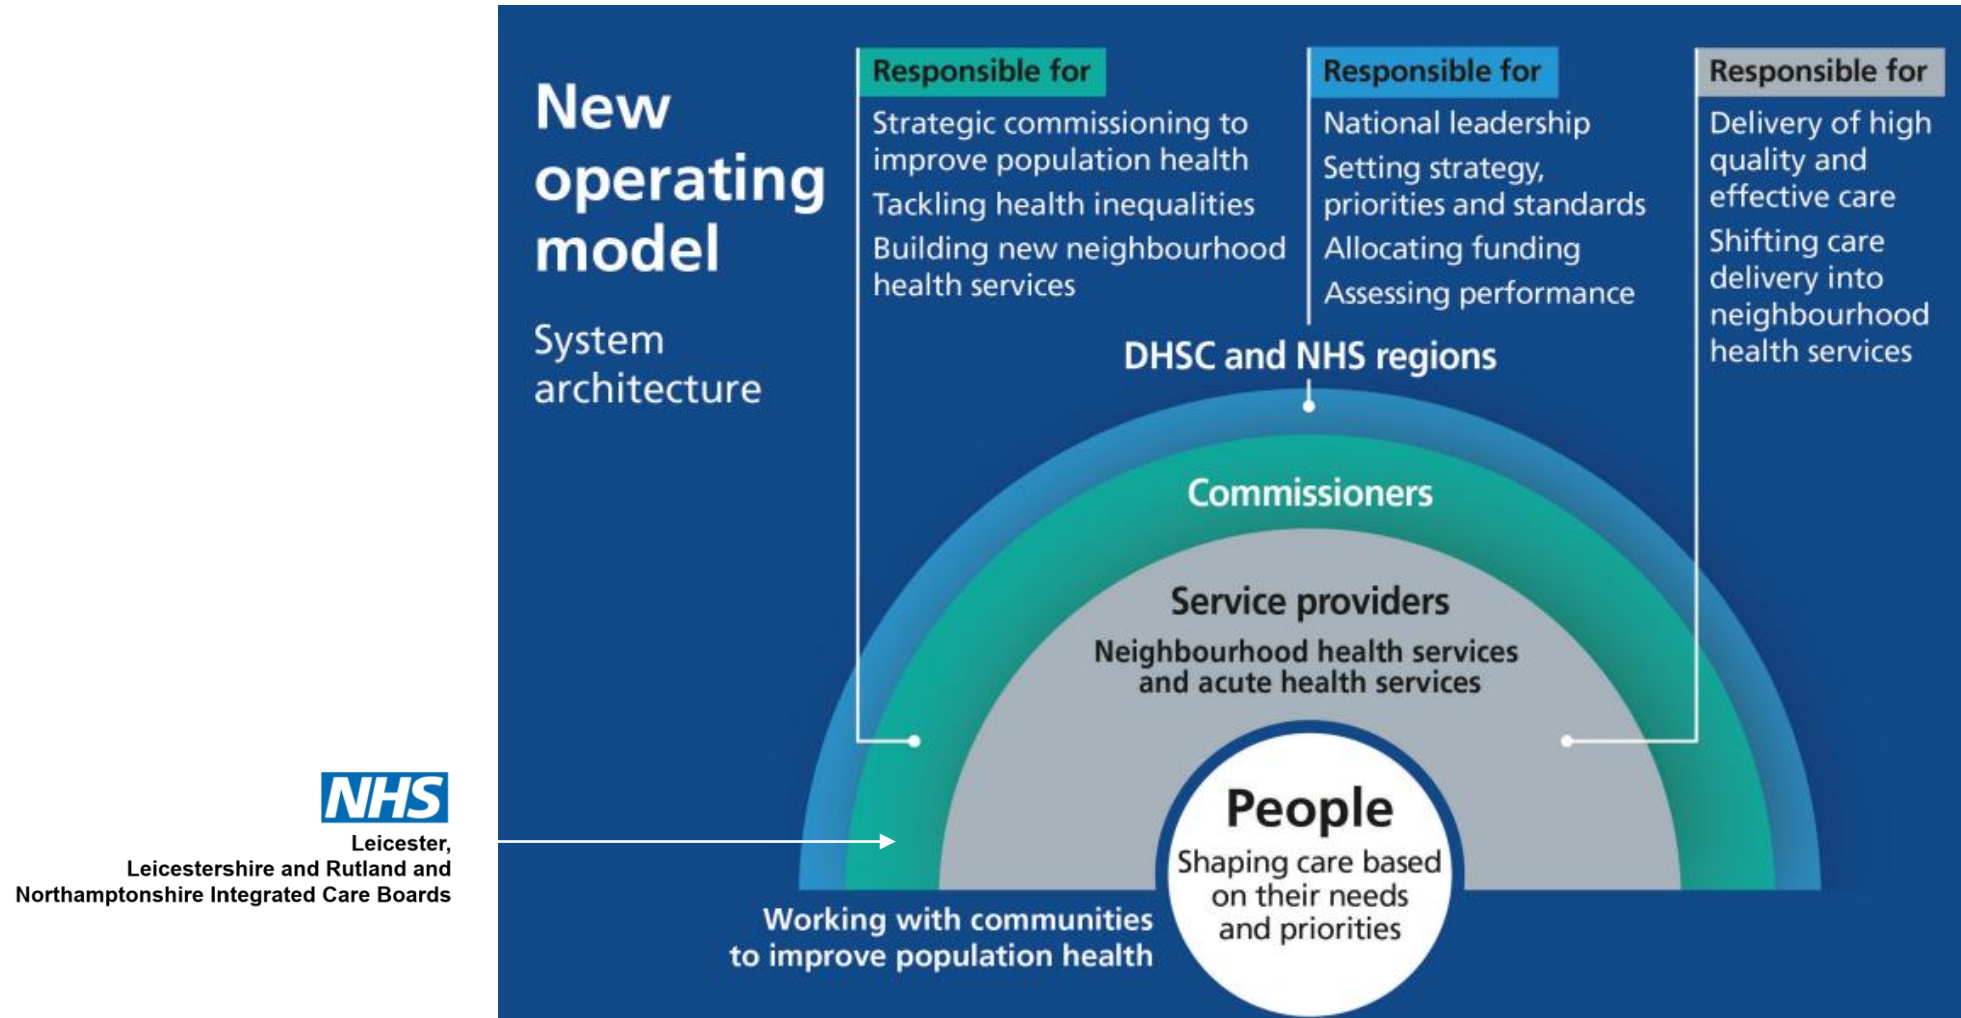 New
operating
model
System
architecture
Responsible for
Strategic commissioning to
improve population health
Tackling health inequalities
Building new neighbourhood
health services
Responsible for
National leadership
Setting strategy,
priorities and standards
Allocating funding
Assessing performance
Responsible for
Delivery of high
quality and
effective care
Shifting care
delivery into
neighbourhood
health services
DHSC and NHS regions
Commissioners
Service providers
Neighbourhood health services
and acute health services
People
Shaping care based
on their needs
and priorities
Working with communities
to improve population health
NHS
Leicester,
Leicestershire and Rutland and
Northamptonshire Integrated Care Boards